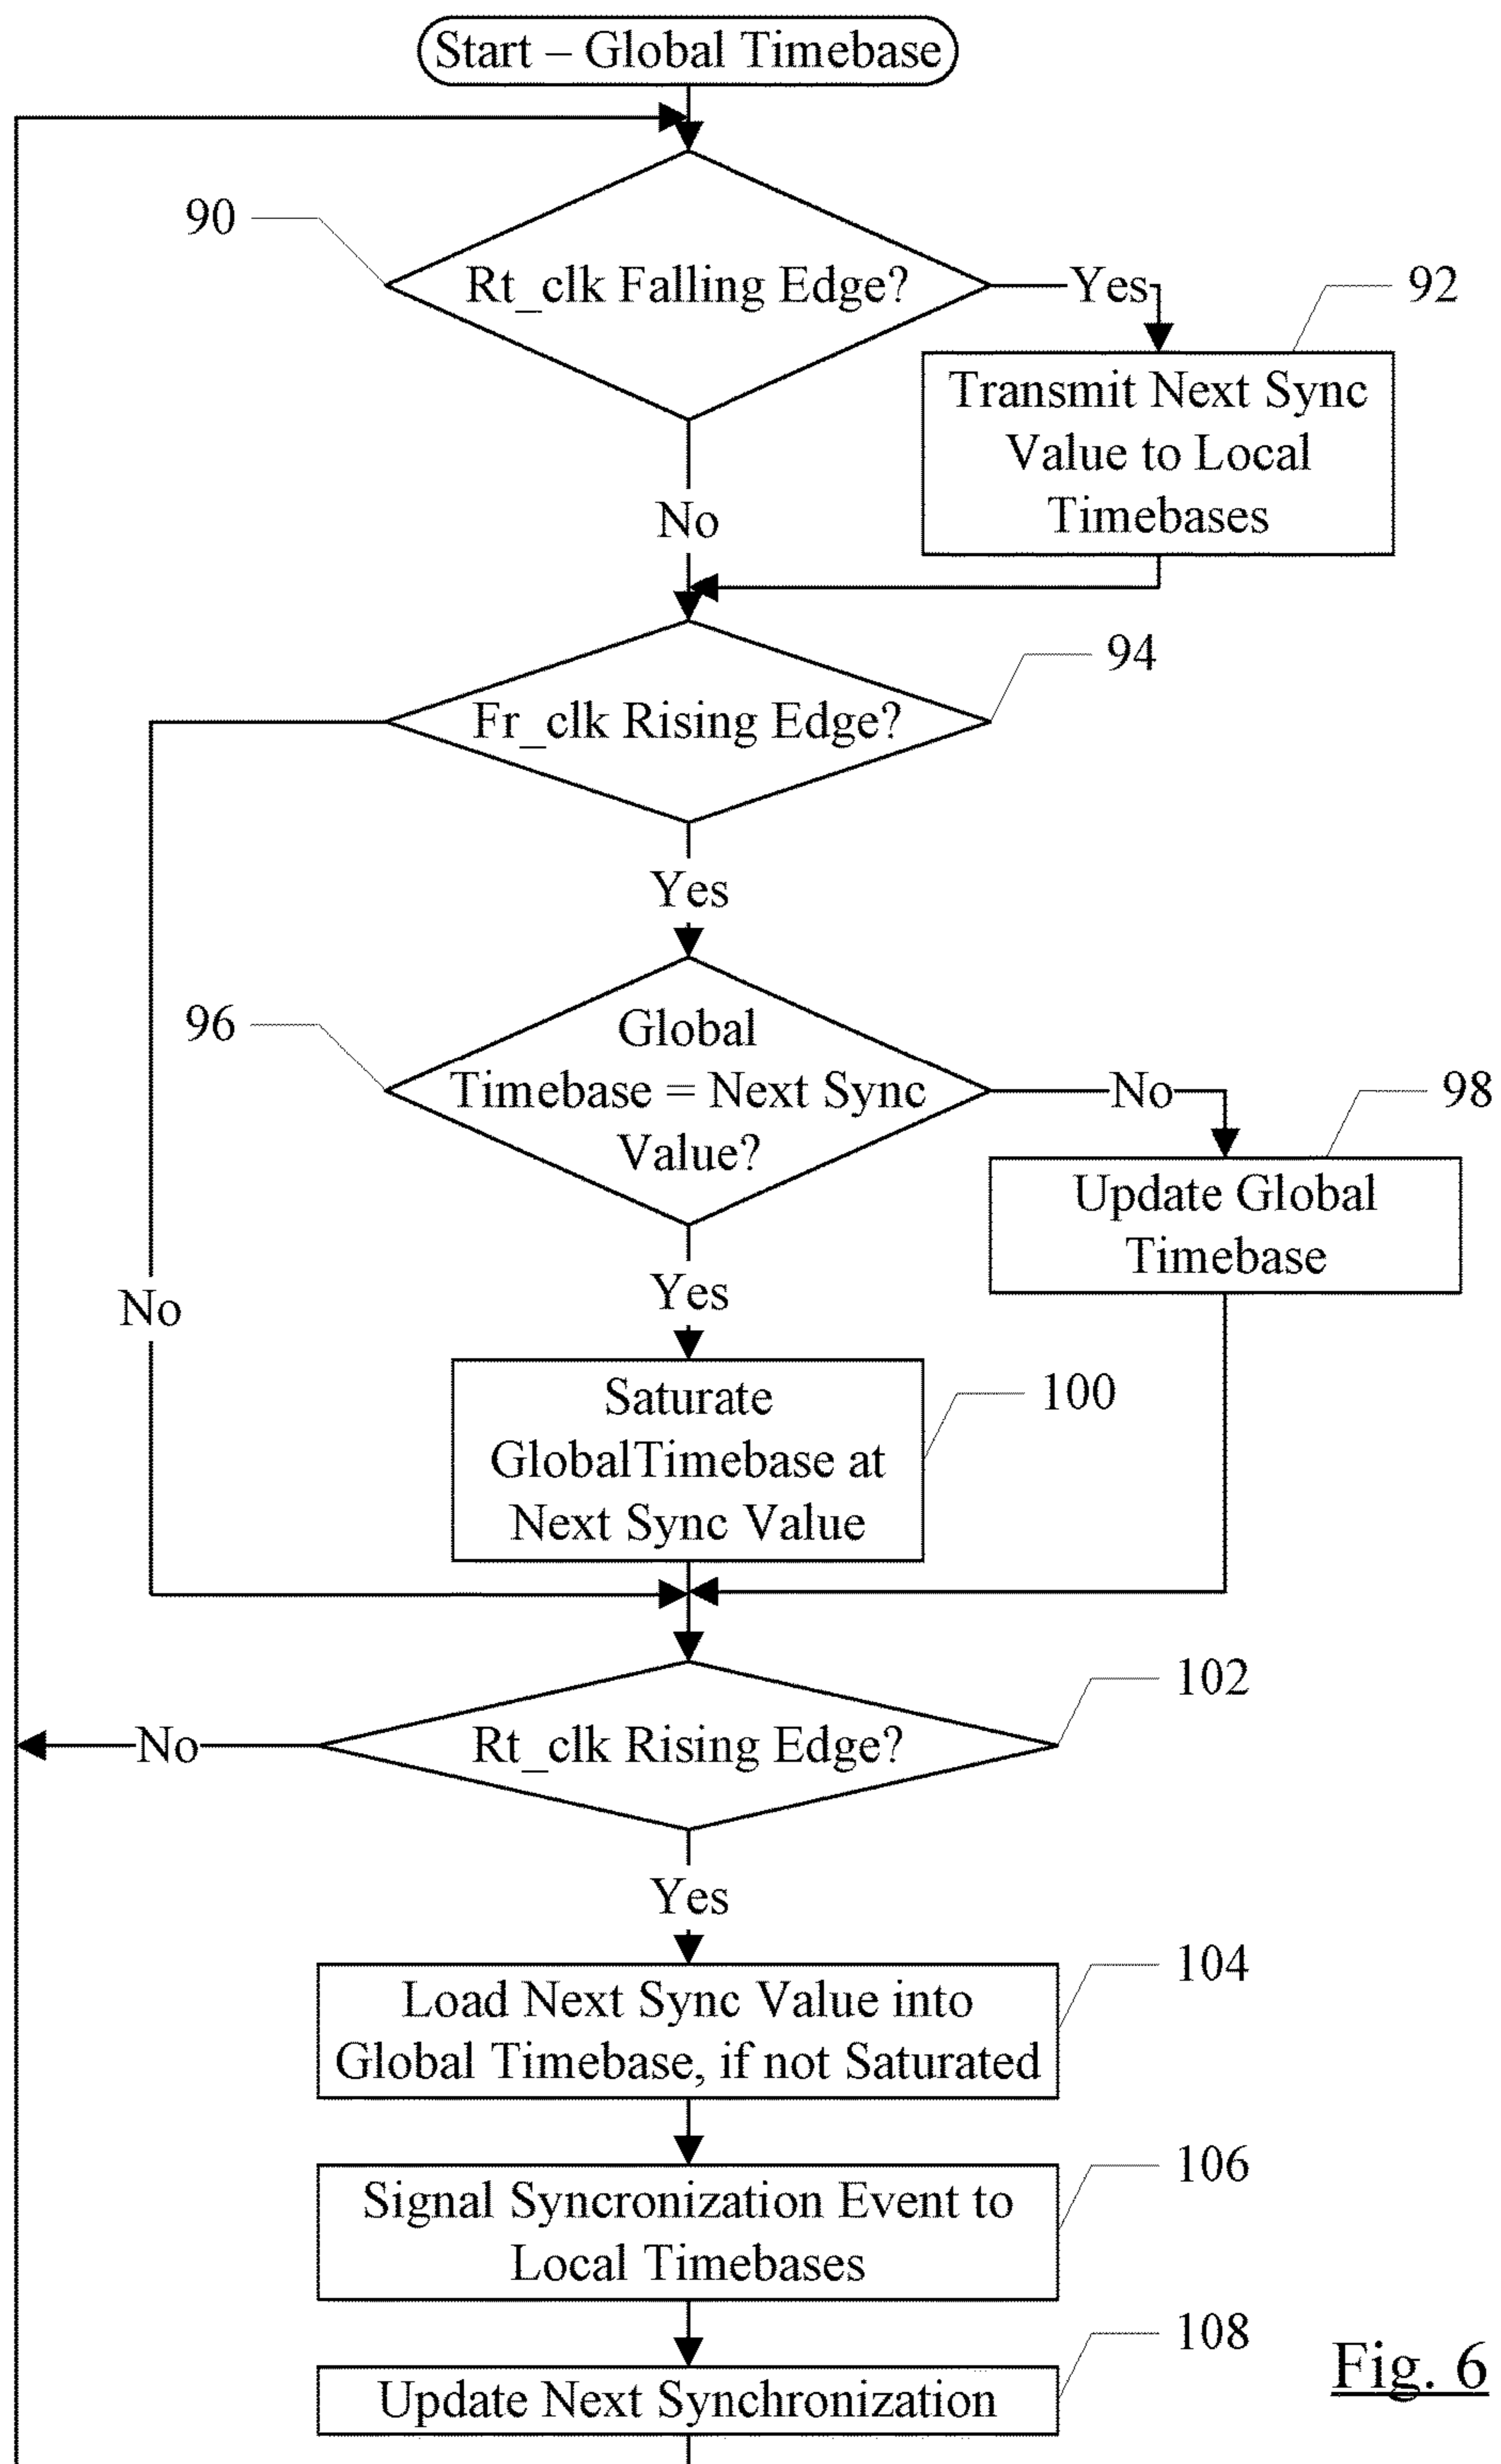 Start – Global Timebase
90
Rt_clk Falling Edge?
Yes
92
Transmit Next Sync
Value to Local
Timebases
No
94
Fr_clk Rising Edge?
Yes
96
Global
Timebase = Next Sync
Value?
No
98
Update Global
Timebase
Yes
No
100
Saturate
GlobalTimebase at
Next Sync Value
102
Rt_clk Rising Edge?
No
Yes
104
Load Next Sync Value into
Global Timebase, if not Saturated
106
Signal Syncronization Event to
Local Timebases
108
Update Next Synchronization
Fig. 6